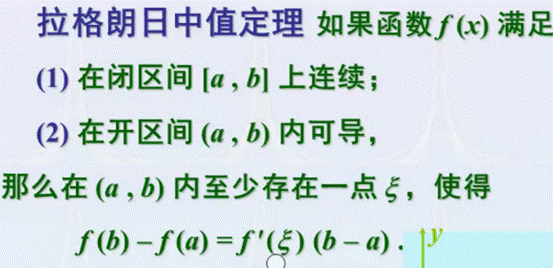 拉格朗日中值定理 如果函数 f (x) 满足
(1) 在闭区间 [a , b] 上连续；
(2) 在开区间 (a , b) 内可导，
那么在 (a , b) 内至少存在一点 ξ，使得
f (b) – f (a) = f ′(ξ) (b – a) .
y